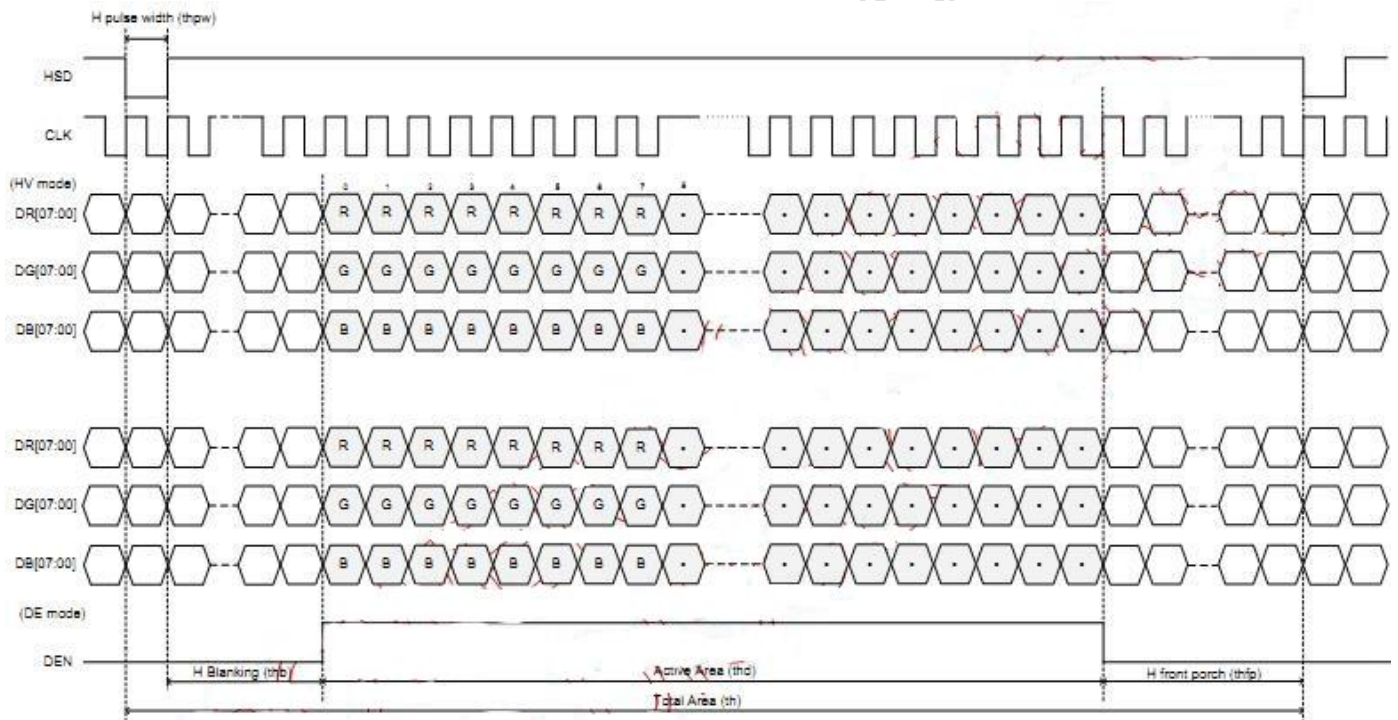 H pulse width (thpw)
HSD
CLK
(HV mode)
0 1 2 3 4 5 6 7 8
DR[07:00] R R R R R R R R
DG[07:00] G G G G G G G G
DB[07:00] B B B B B B B B
DR[07:00] R R R R R R R R
DG[07:00] G G G G G G G G
DB[07:00] B B B B B B B B
(DE mode)
DEN
H Blanking (thb) Active Area (thd) H front porch (thfp)
Total Area (th)